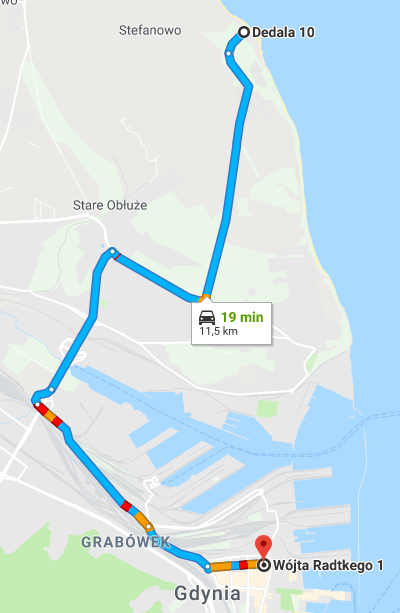 Stefanowo
Dedala 10
Stare Obłuże
19 min
11,5 km
GRABÓWEK
Wójta Radtkego 1
Gdynia